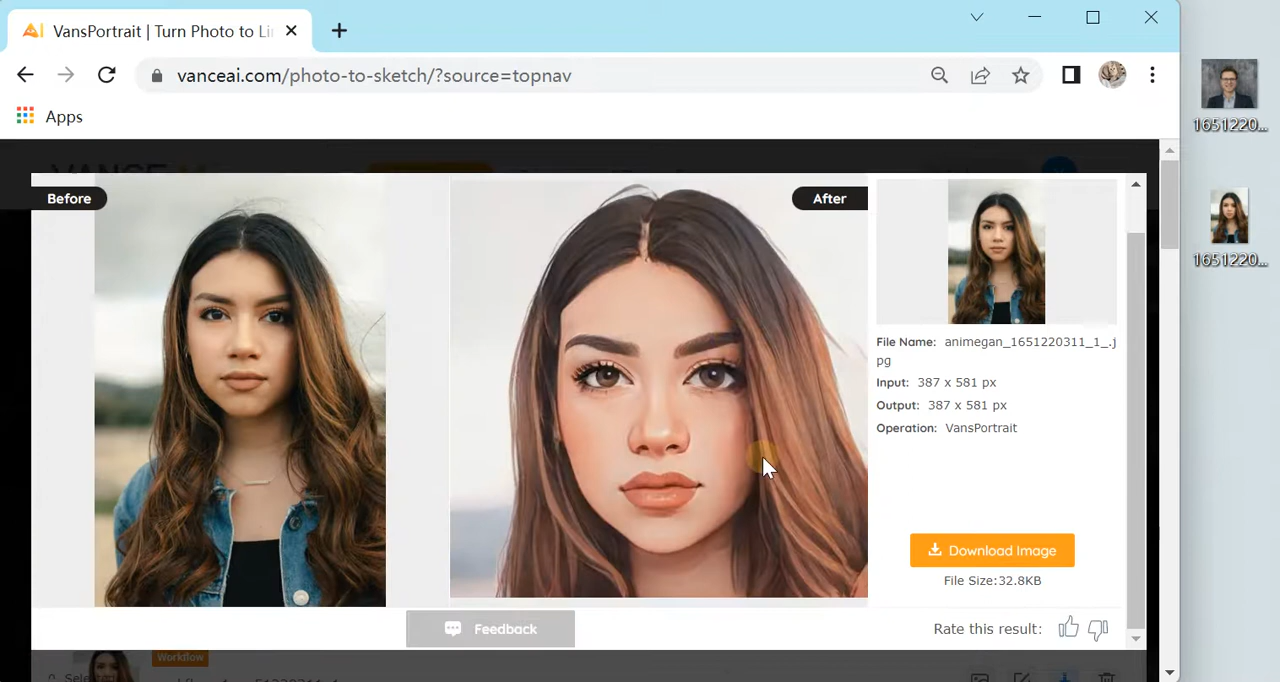 VansPortrait | Turn Photo to Li
vanceai.com/photo-to-sketch/?source=topnav
Apps
Before
After
1651220...
1651220...
File Name: animegan_1651220311_1_.j
pg
Input: 387 x 581 px
Output: 387 x 581 px
Operation: VansPortrait
Download Image
File Size:32.8KB
Feedback
Rate this result:
Workflow